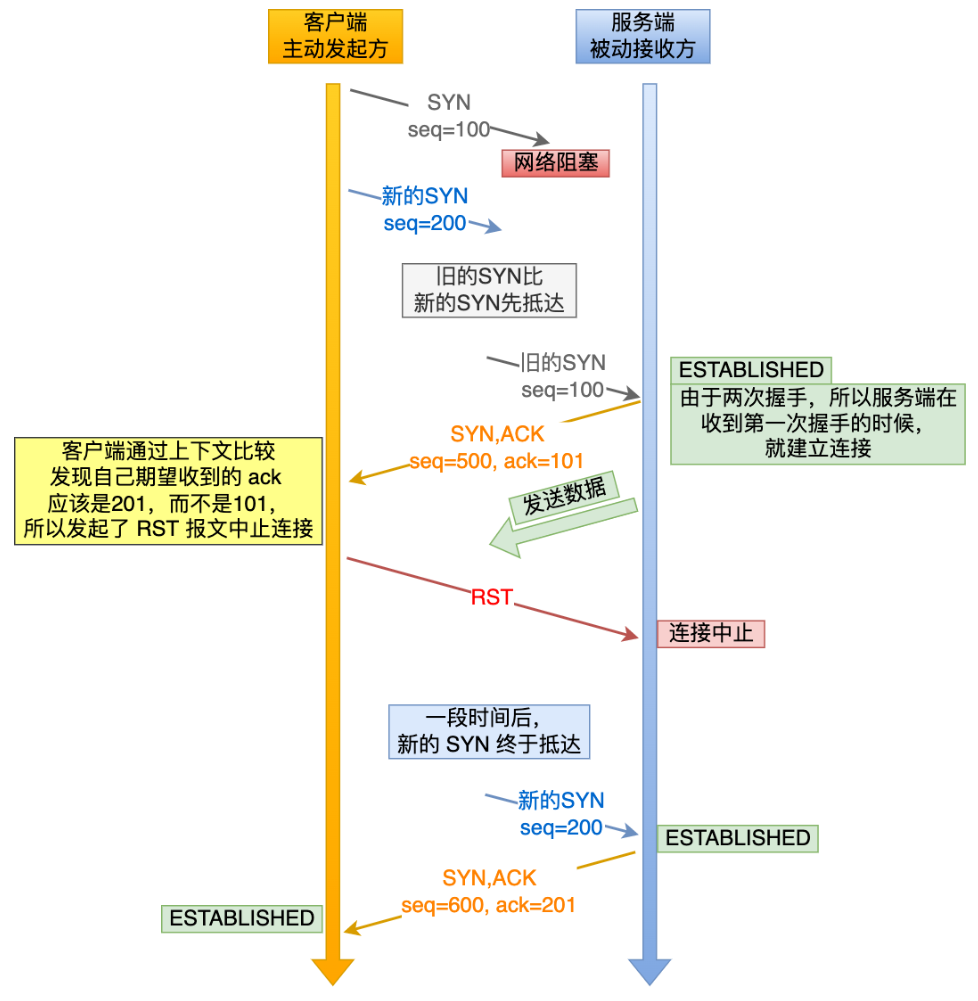 客户端
主动发起方
服务端
被动接收方
SYN
seq=100
网络阻塞
新的SYN
seq=200
旧的SYN比
新的SYN先抵达
旧的SYN
seq=100
ESTABLISHED
由于两次握手，所以服务端在
收到第一次握手的时候，
就建立连接
SYN,ACK
seq=500, ack=101
客户端通过上下文比较
发现自己期望收到的 ack
应该是201，而不是101，
所以发起了 RST 报文中止连接
发送数据
RST
连接中止
一段时间后，
新的 SYN 终于抵达
新的SYN
seq=200
ESTABLISHED
SYN,ACK
seq=600, ack=201
ESTABLISHED